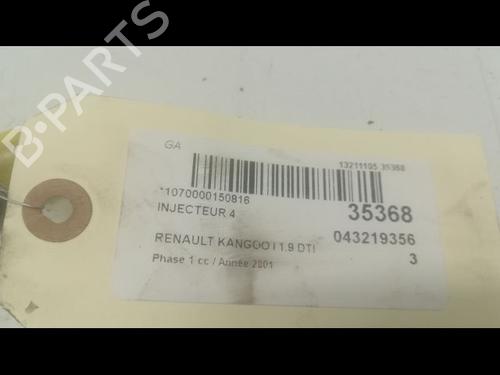 B-PARTS
GA
13211105 35368
*1070000150816
INJECTEUR 4
35368
RENAULT KANGOO I 1.9 DTI
043219356
3
Phase 1 cc / Année 2001